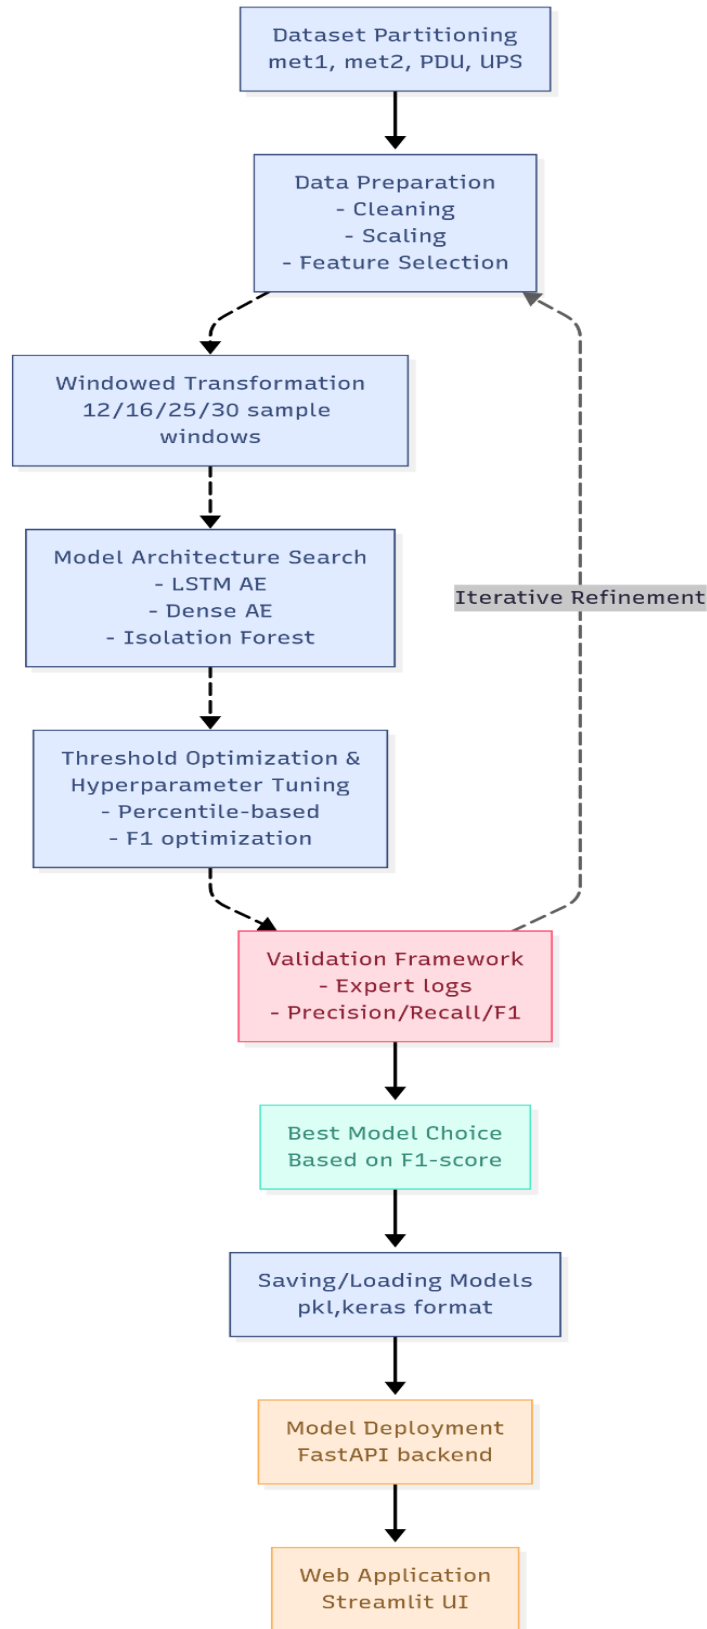 Dataset Partitioning
met1, met2, PDU, UPS
Data Preparation
- Cleaning
- Scaling
- Feature Selection
Windowed Transformation
12/16/25/30 sample
windows
Model Architecture Search
- LSTM AE
- Dense AE
- Isolation Forest
Iterative Refinement
Threshold Optimization &
Hyperparameter Tuning
- Percentile-based
- F1 optimization
Validation Framework
- Expert logs
- Precision/Recall/F1
Best Model Choice
Based on F1-score
Saving/Loading Models
pkl,keras format
Model Deployment
FastAPI backend
Web Application
Streamlit UI